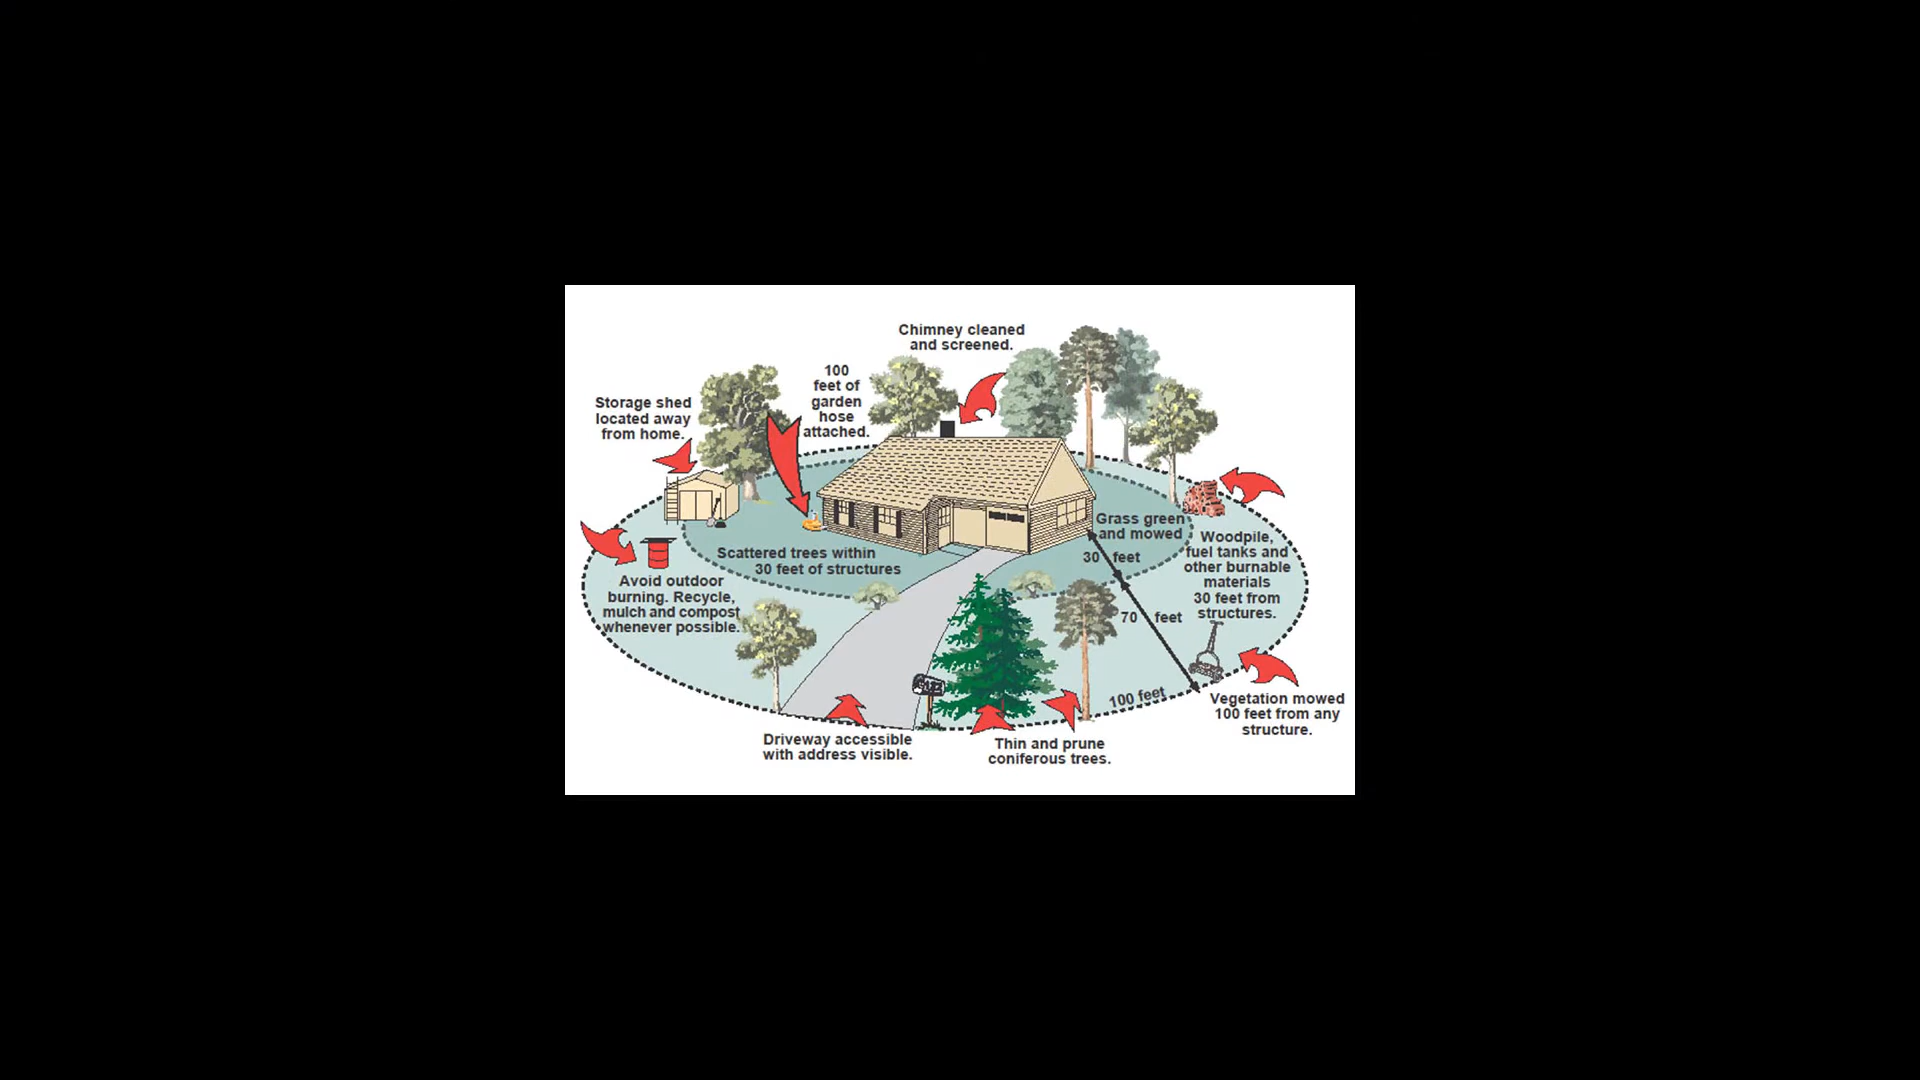 Chimney cleaned
and screened.
100
feet of
garden
hose
attached.
Storage shed
located away
from home.
Grass green
and mowed
30 feet
Scattered trees within
30 feet of structures
Woodpile,
fuel tanks and
other burnable
materials
30 feet from
structures.
Avoid outdoor
burning. Recycle,
mulch and compost
whenever possible.
70 feet
100 feet
Vegetation mowed
100 feet from any
structure.
Driveway accessible
with address visible.
Thin and prune
coniferous trees.